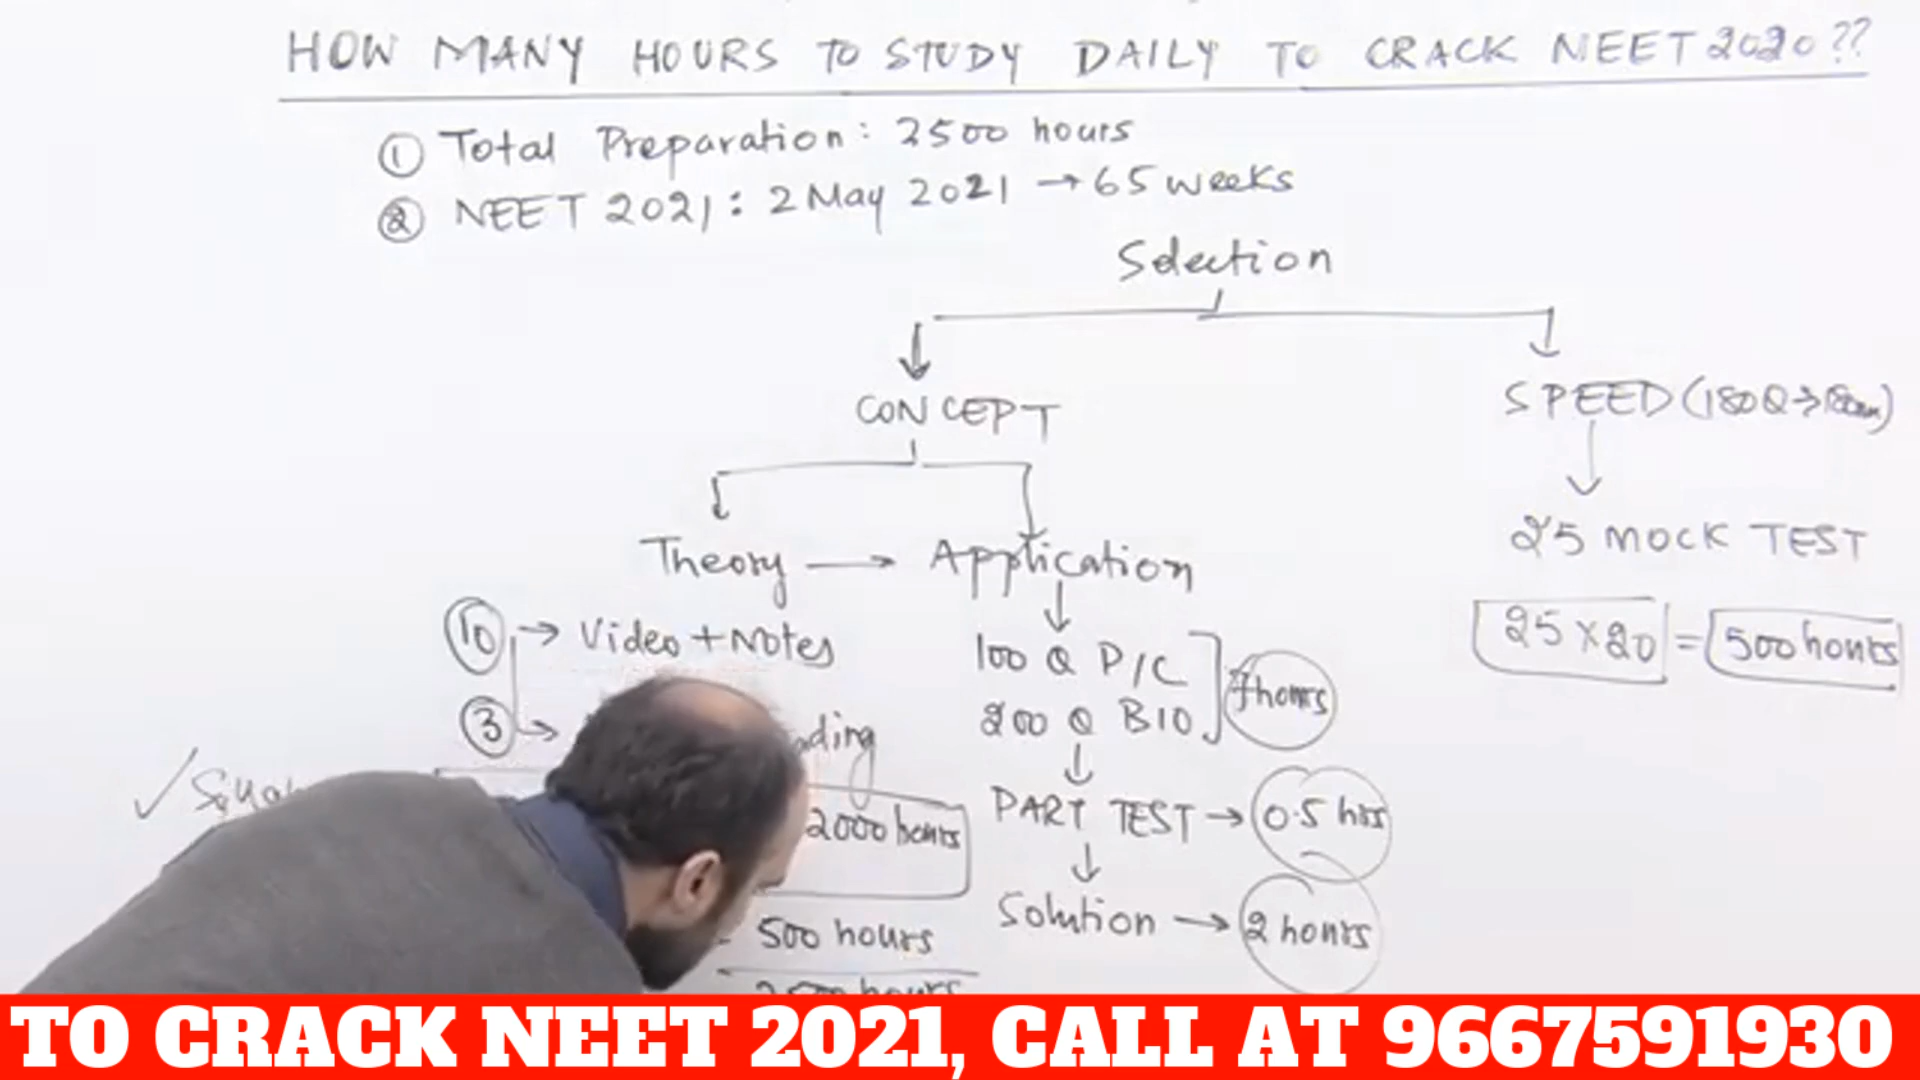 HOW MANY HOURS TO STUDY DAILY TO CRACK NEET 2020 ??
① Total Preparation : 2500 hours
② NEET 2021 : 2 May 2021 → 65 weeks
Selection
CONCEPT
SPEED (180 Q →
Theory → Application
25 MOCK TEST
⑩ → Video + Notes
100 Q P/C
200 Q BIO
7 hours
25 × 20 = 500 hours
③ →
PART TEST → 0.5 hrs
2000 hours
Solution → 2 hours
500 hours
2500 hours
TO CRACK NEET 2021, CALL AT 9667591930